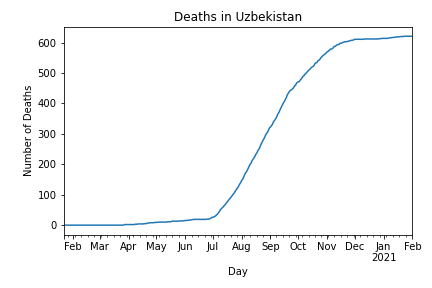 Deaths in Uzbekistan
Number of Deaths
600
500
400
300
200
100
0
Feb Mar Apr May Jun Jul Aug Sep Oct Nov Dec Jan Feb
2021
Day